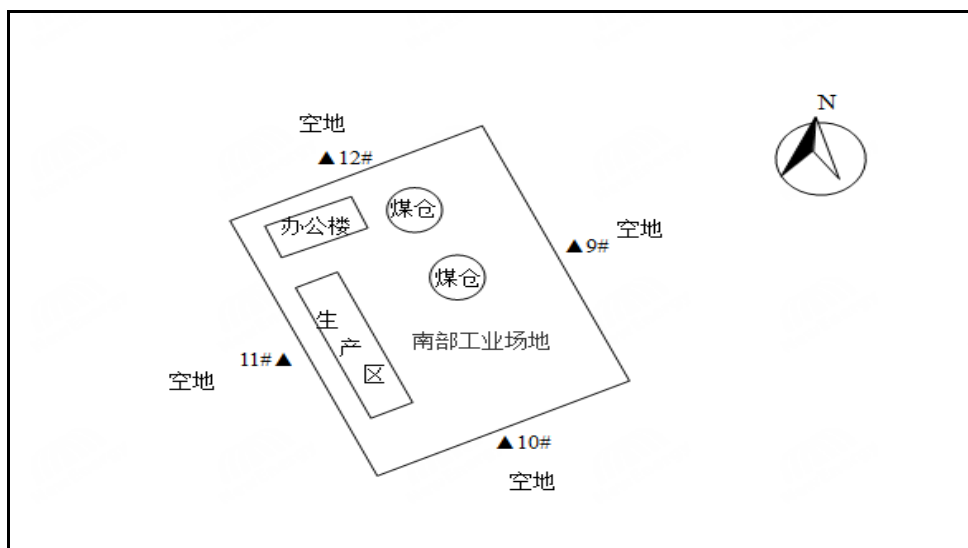 N
空地
▲12#
办公楼
煤仓
空地
▲9#
煤仓
生
产
区
南部工业场地
11#▲
空地
▲10#
空地